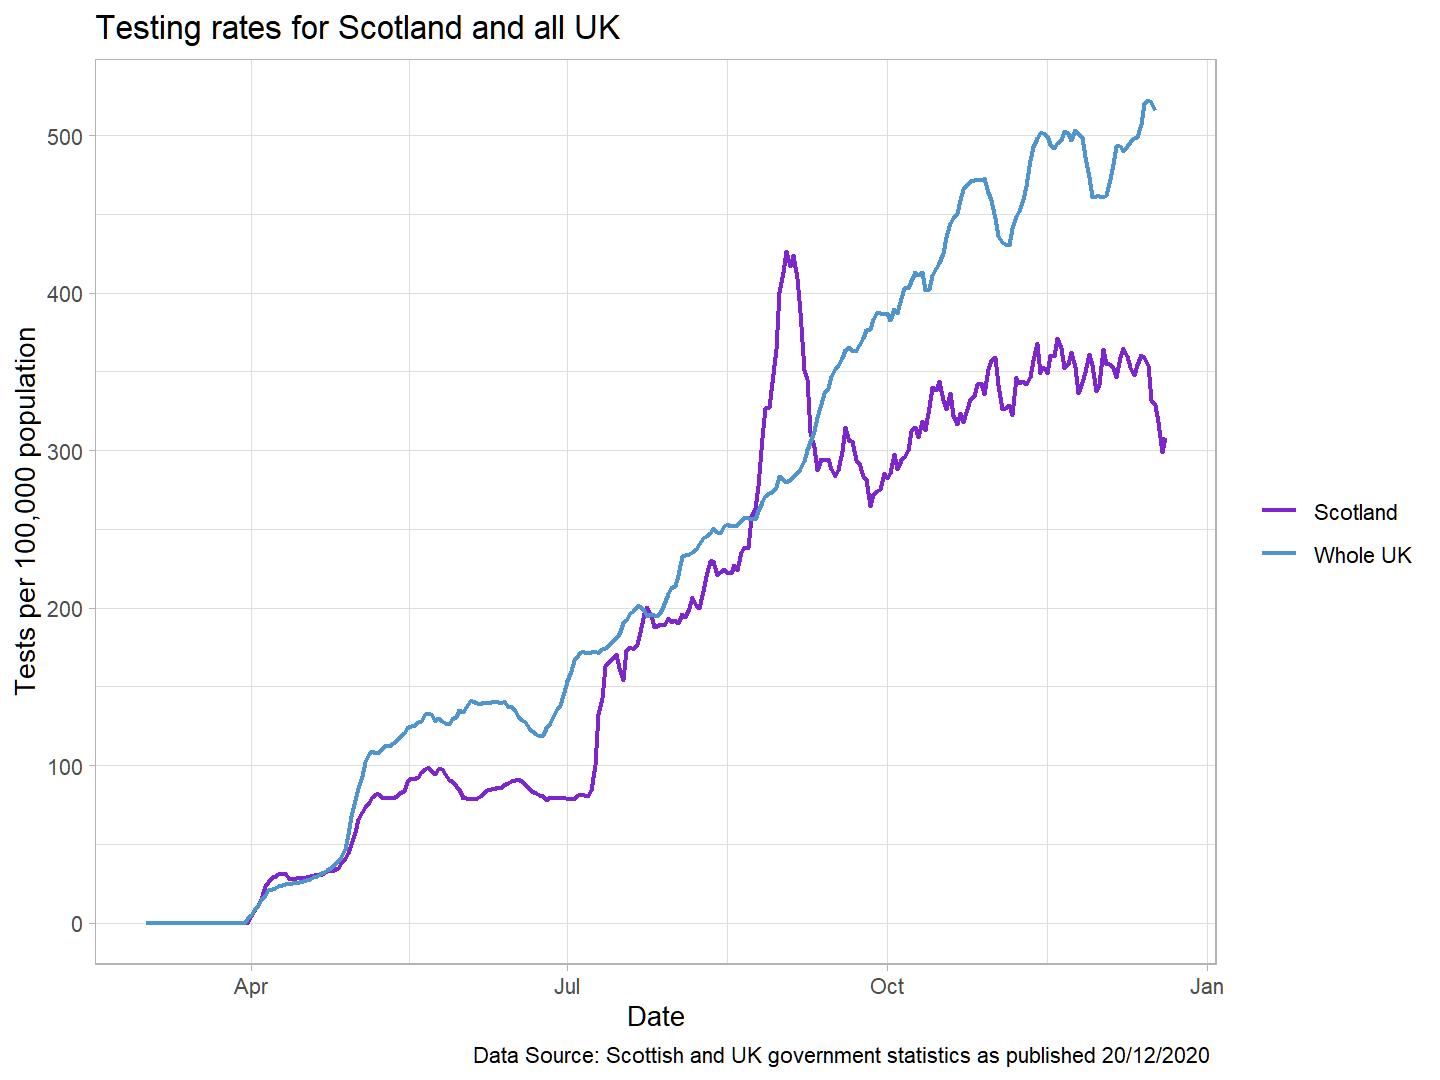 Testing rates for Scotland and all UK
Tests per 100,000 population
500
400
300
200
100
0
Apr
Jul
Oct
Jan
Date
Scotland
Whole UK
Data Source: Scottish and UK government statistics as published 20/12/2020